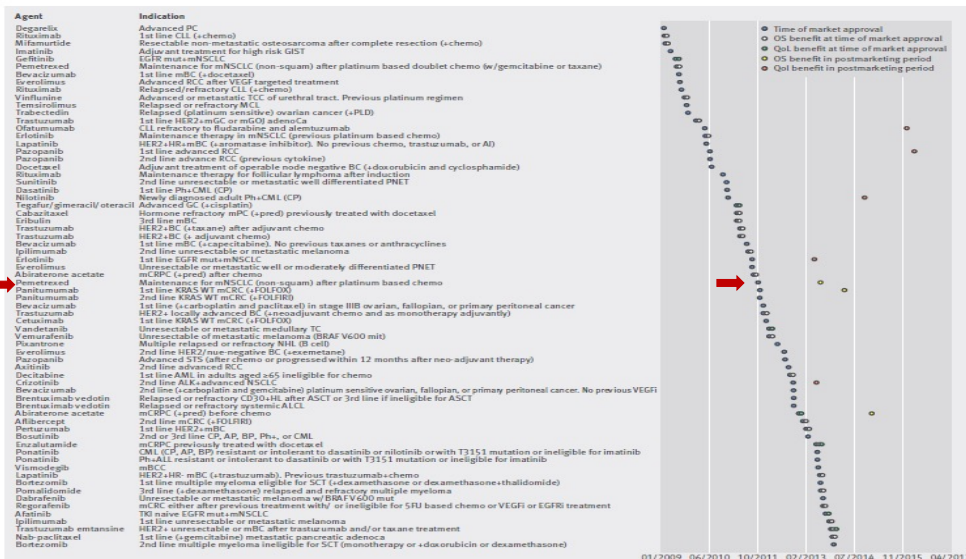 Agent Indication
Degarelix Advanced PC
Rituximab 1st line CLL (+chemo)
Mifamurtide Resectable non-metastatic osteosarcoma after complete resection (+chemo)
Imatinib Adjuvant treatment for high risk GIST
Gefitinib EGFR mut+mNSCLC
Pemetrexed Maintenance for mNSCLC (non-squam) after platinum based doublet chemo (w/gemcitabine or taxane)
Bevacizumab 1st line mBC (+docetaxel)
Everolimus Advanced RCC after VEGF targeted treatment
Rituximab Relapsed/refractory CLL (+chemo)
Vinflunine Advanced or metastatic TCC of urethral tract. Previous platinum regimen
Temsirolimus Relapsed or refractory MCL
Trabectedin Relapsed (platinum sensitive) ovarian cancer (+PLD)
Trastuzumab 1st line HER2+mGC or mGOJ adenoCa
Ofatumumab CLL refractory to fludarabine and alemtuzumab
Erlotinib Maintenance therapy in mNSCLC (previous platinum based chemo)
Lapatinib HER2+HR+mBC (+aromatase inhibitor). No previous chemo, trastuzumab, or AI)
Pazopanib 1st line advanced RCC
Pazopanib 2nd line advance RCC (previous cytokine)
Docetaxel Adjuvant treatment of operable node negative BC (+doxorubicin and cyclosphamide)
Rituximab Maintenance therapy for follicular lymphoma after induction
Sunitinib 2nd line unresectable or metastatic well differentiated PNET
Dasatinib 1st line Ph+CML (CP)
Nilotinib Newly diagnosed adult Ph+CML (CP)
Tegafur/gimeracil/oteracil Advanced GC (+cisplatin)
Cabazitaxel Hormone refractory mPC (+pred) previously treated with docetaxel
Eribulin 3rd line mBC
Trastuzumab HER2+BC (+taxane) after adjuvant chemo
Trastuzumab HER2+BC (+ adjuvant chemo)
Bevacizumab 1st line mBC (+capecitabine). No previous taxanes or anthracyclines
Ipilimumab 2nd line unresectable or metastatic melanoma
Erlotinib 1st line EGFR mut+mNSCLC
Everolimus Unresectable or metastatic well or moderately differentiated PNET
Abiraterone acetate mCRPC (+pred) after chemo
Pemetrexed Maintenance for mNSCLC (non-squam) after platinum based chemo
Panitumumab 1st line KRAS WT mCRC (+FOLFOX)
Panitumumab 2nd line KRAS WT mCRC (+FOLFIRI)
Bevacizumab 1st line (+carboplatin and paclitaxel) in stage IIIB ovarian, fallopian, or primary peritoneal cancer
Trastuzumab HER2+ locally advanced BC (+neoadjuvant chemo and as monotherapy adjuvantly)
Cetuximab 1st line KRAS WT mCRC (+FOLFOX)
Vandetanib Unresectable or metastatic medullary TC
Vemurafenib Unresectable of metastatic melanoma (BRAF V600 mit)
Pixantrone Multiple relapsed or refractory NHL (B cell)
Everolimus 2nd line HER2/nue-negative BC (+exemetane)
Pazopanib Advanced STS (after chemo or progressed within 12 months after neo-adjuvant therapy)
Axitinib 2nd line advanced RCC
Decitabine 1st line AML in adults aged ≥65 ineligible for chemo
Crizotinib 2nd line ALK+advanced NSCLC
Bevacizumab 2nd line (+carboplatin and gemcitabine) platinum sensitive ovarian, fallopian, or primary peritoneal cancer. No previous VEGFi
Brentuximab vedotin Relapsed or refractory CD30+HL after ASCT or 3rd line if ineligible for ASCT
Brentuximab vedotin Relapsed or refractory systemic ALCL
Abiraterone acetate mCRPC (+pred) before chemo
Aflibercept 2nd line mCRC (+FOLFIRI)
Pertuzumab 1st line HER2+mBC
Bosutinib 2nd or 3rd line CP, AP, BP, Ph+, or CML
Enzalutamide mCRPC previously treated with docetaxel
Ponatinib CML (CP, AP, BP) resistant or intolerant to dasatinib or nilotinib or with T3151 mutation or ineligible for imatinib
Ponatinib Ph+ALL resistant or intolerant to dasatinib or with T3151 mutation or ineligible for imatinib
Vismodegib mBCC
Lapatinib HER2+HR- mBC (+trastuzumab). Previous trastuzumab+chemo
Bortezomib 1st line multiple myeloma eligible for SCT (+dexamethasone or dexamethasone+thalidomide)
Pomalidomide 3rd line (+dexamethasone) relapsed and refractory multiple myeloma
Dabrafenib Unresectable or metastatic melanoma w/BRAF V600 mut
Regorafenib mCRC either after previous treatment with/ or ineligible for 5FU based chemo or VEGFi or EGFRi treatment
Afatinib TKI naive EGFR mut+mNSCLC
Ipilimumab 1st line unresectable or metastatic melanoma
Trastuzumab emtansine HER2+ unresectable or mBC after trastuzumab and/or taxane treatment
Nab-paclitaxel 1st line (+gemcitabine) metastatic pancreatic adenoca
Bortezomib 2nd line multiple myeloma ineligible for SCT (monotherapy or +doxorubicin or dexamethasone)
Time of market approval
OS benefit at time of market approval
QoL benefit at time of market approval
OS benefit in postmarketing period
Qol benefit in postmarketing period
01/2009 06/2010 10/2011 02/2013 07/2014 11/2015 04/201